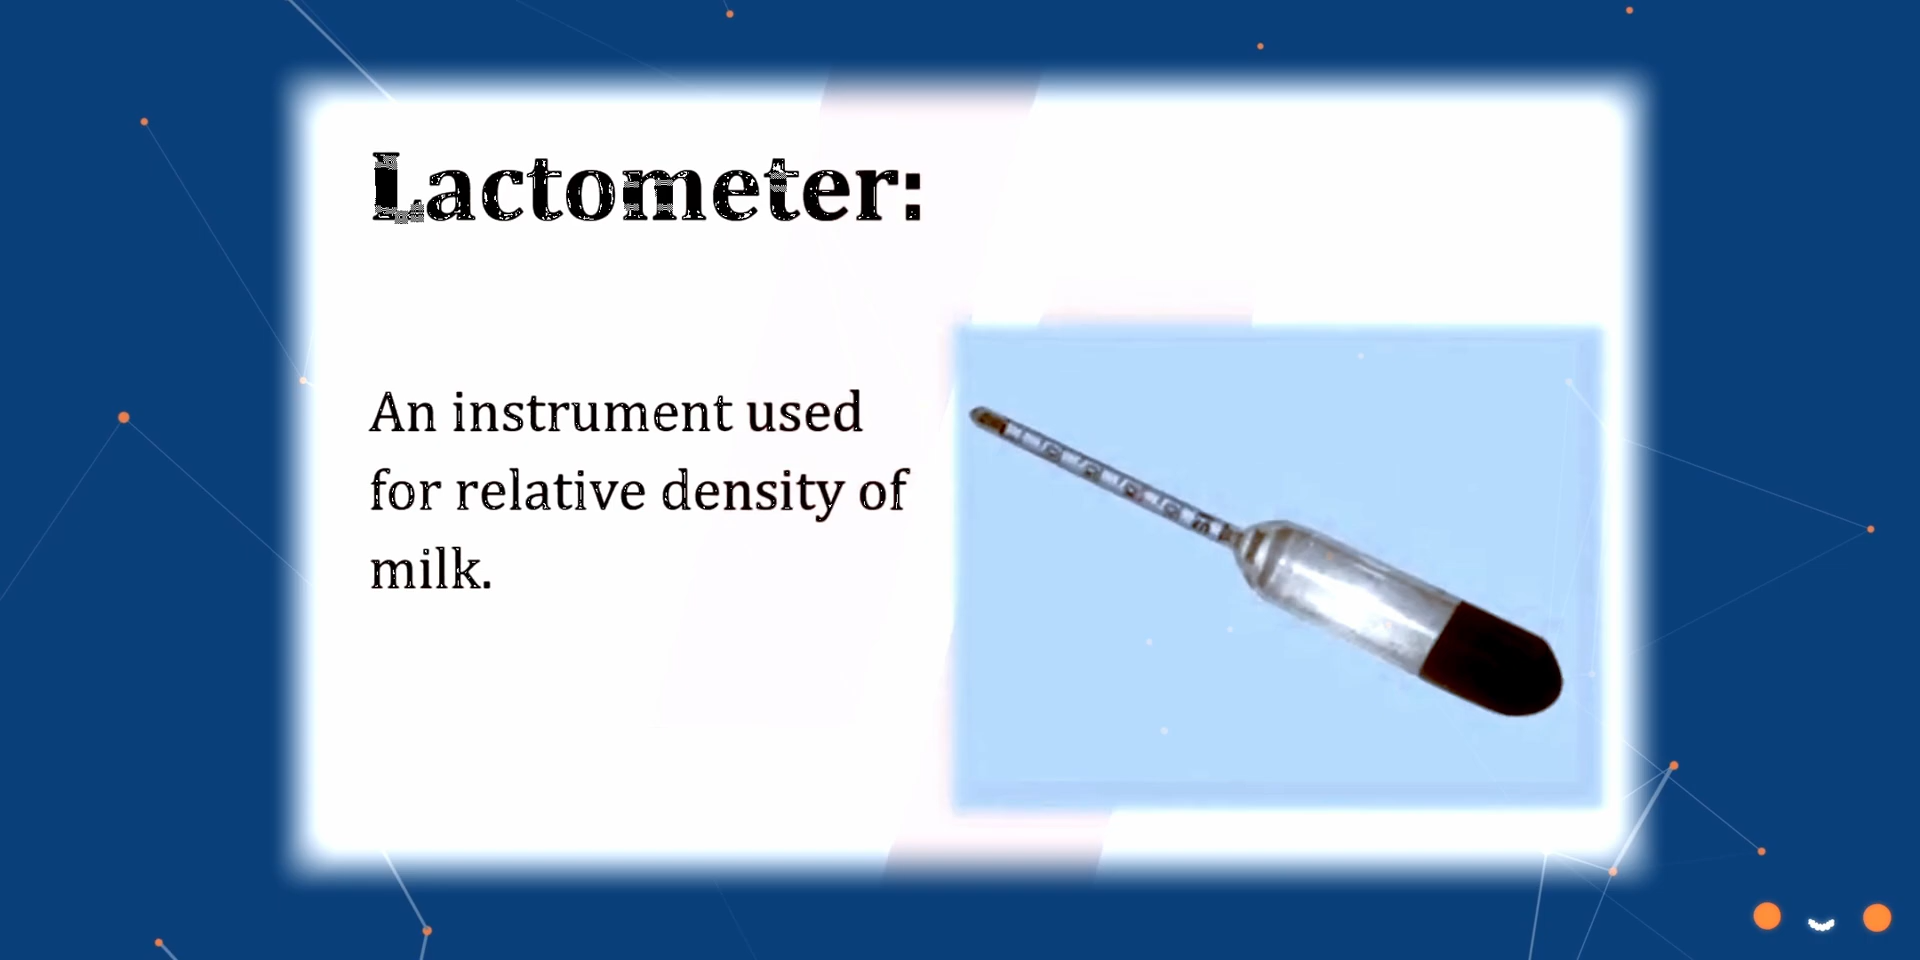 Lactometer:
An instrument used
for relative density of
milk.